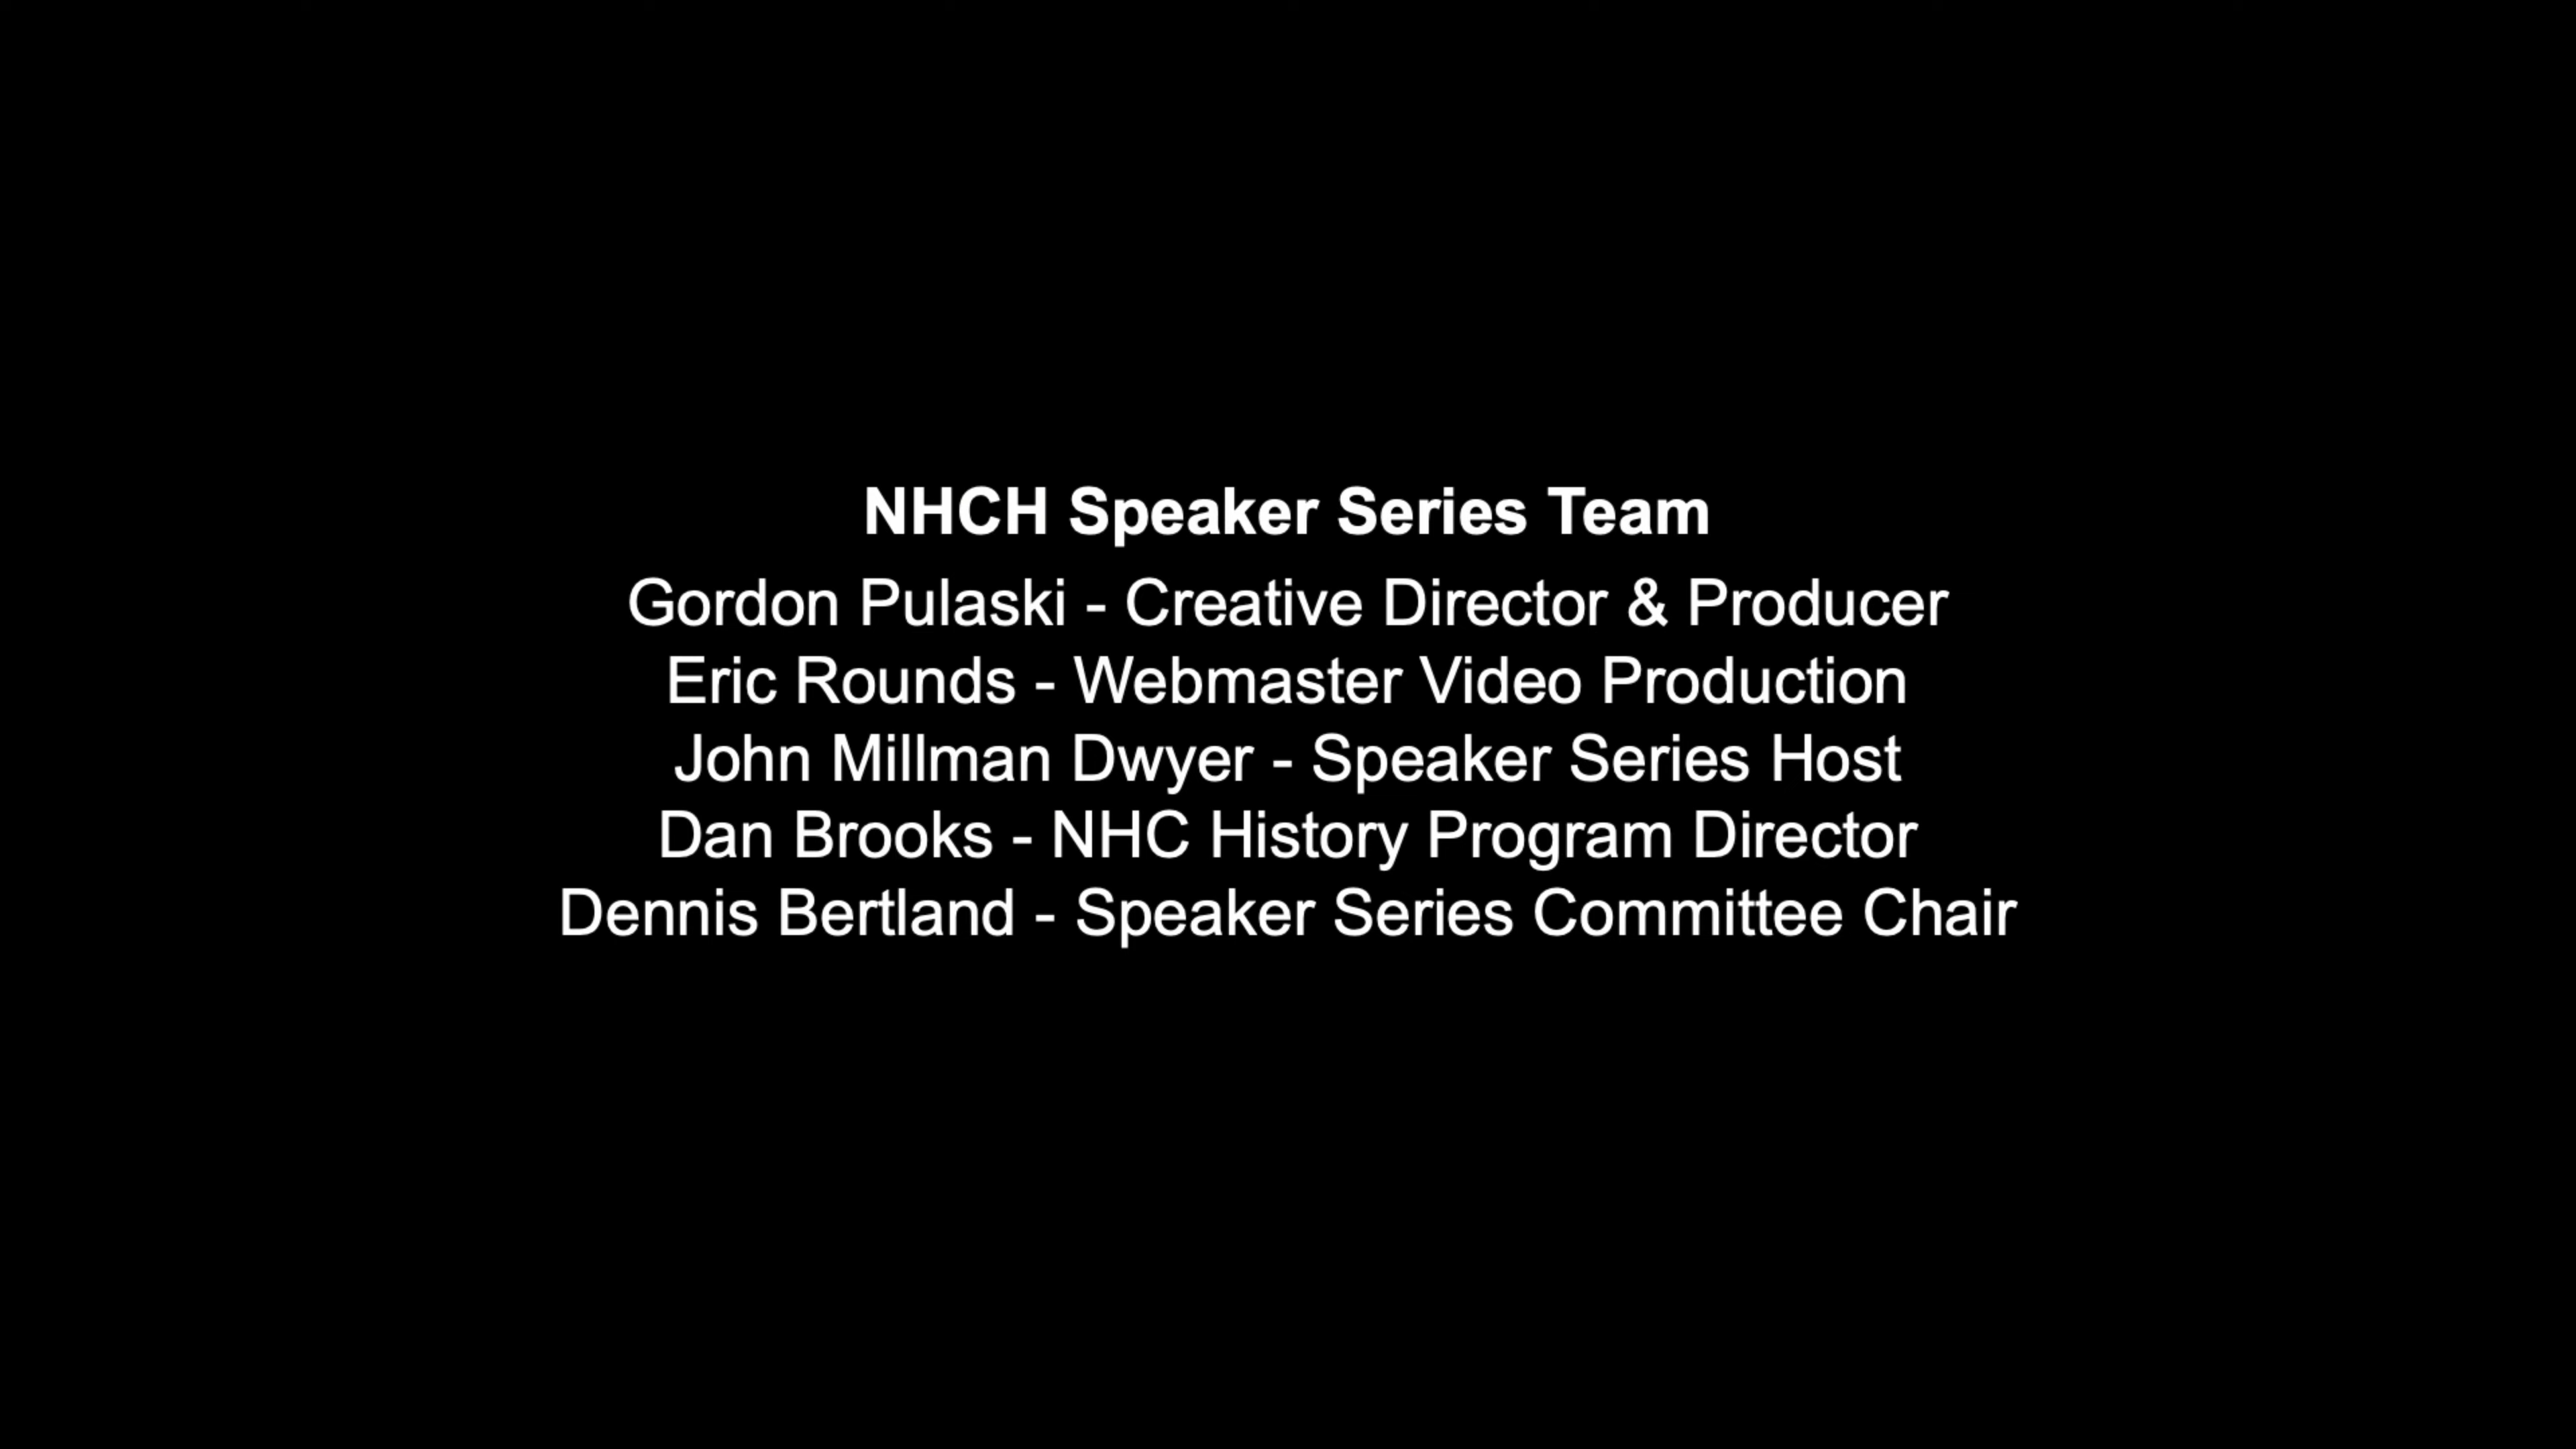 NHCH Speaker Series Team
Gordon Pulaski - Creative Director & Producer
Eric Rounds - Webmaster Video Production
John Millman Dwyer - Speaker Series Host
Dan Brooks - NHC History Program Director
Dennis Bertland - Speaker Series Committee Chair